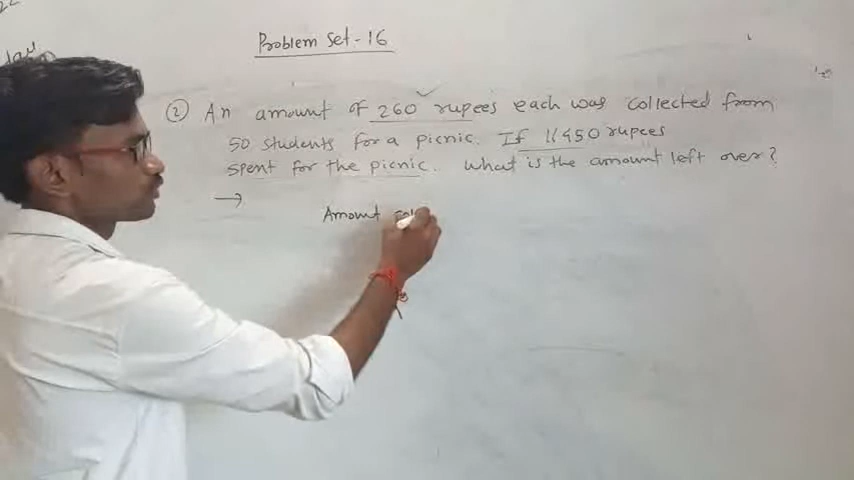 Problem Set - 16
② An amount of 260 rupees each was collected from
50 students for a picnic. If 11450 rupees
spent for the picnic. What is the amount left over?
→
Amount